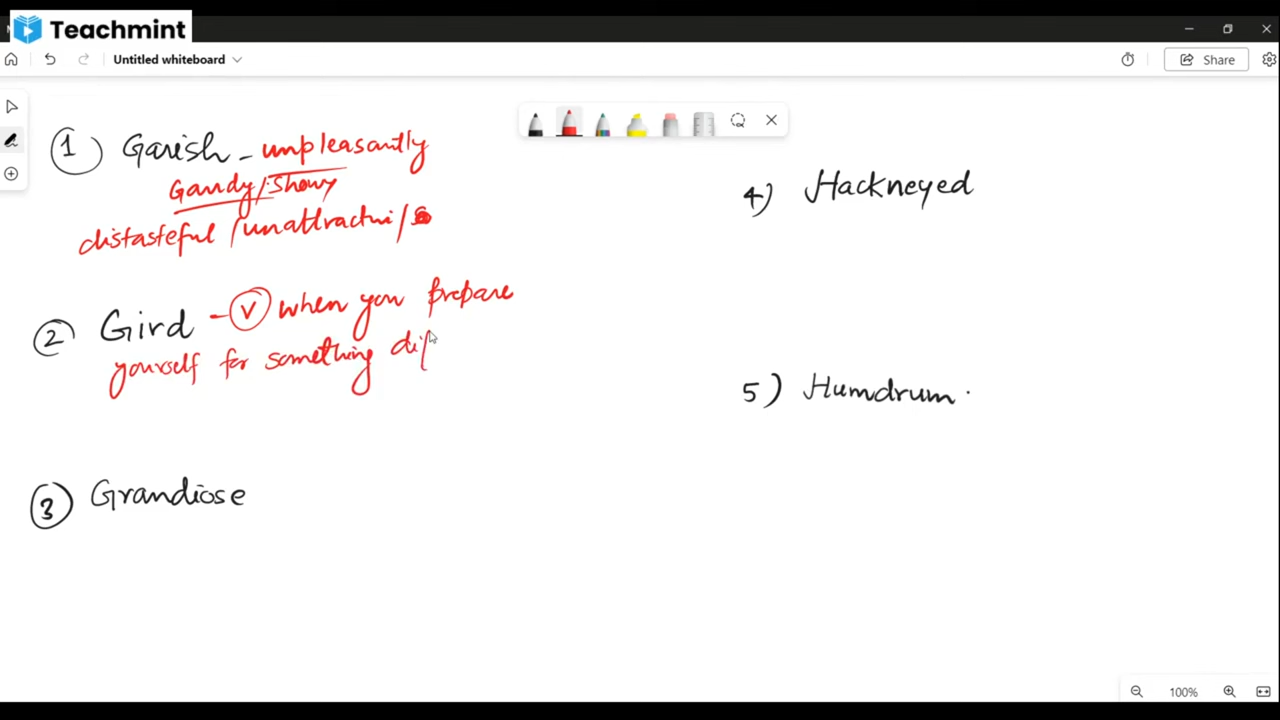 Teachmint
Untitled whiteboard
Share
1 Garish - unpleasantly
Gaudy/Showy
distasteful /unattracti/
2 Gird - V when you prepare
yourself for something dif
3 Grandiose
4) Hackneyed
5) Humdrum.
100%